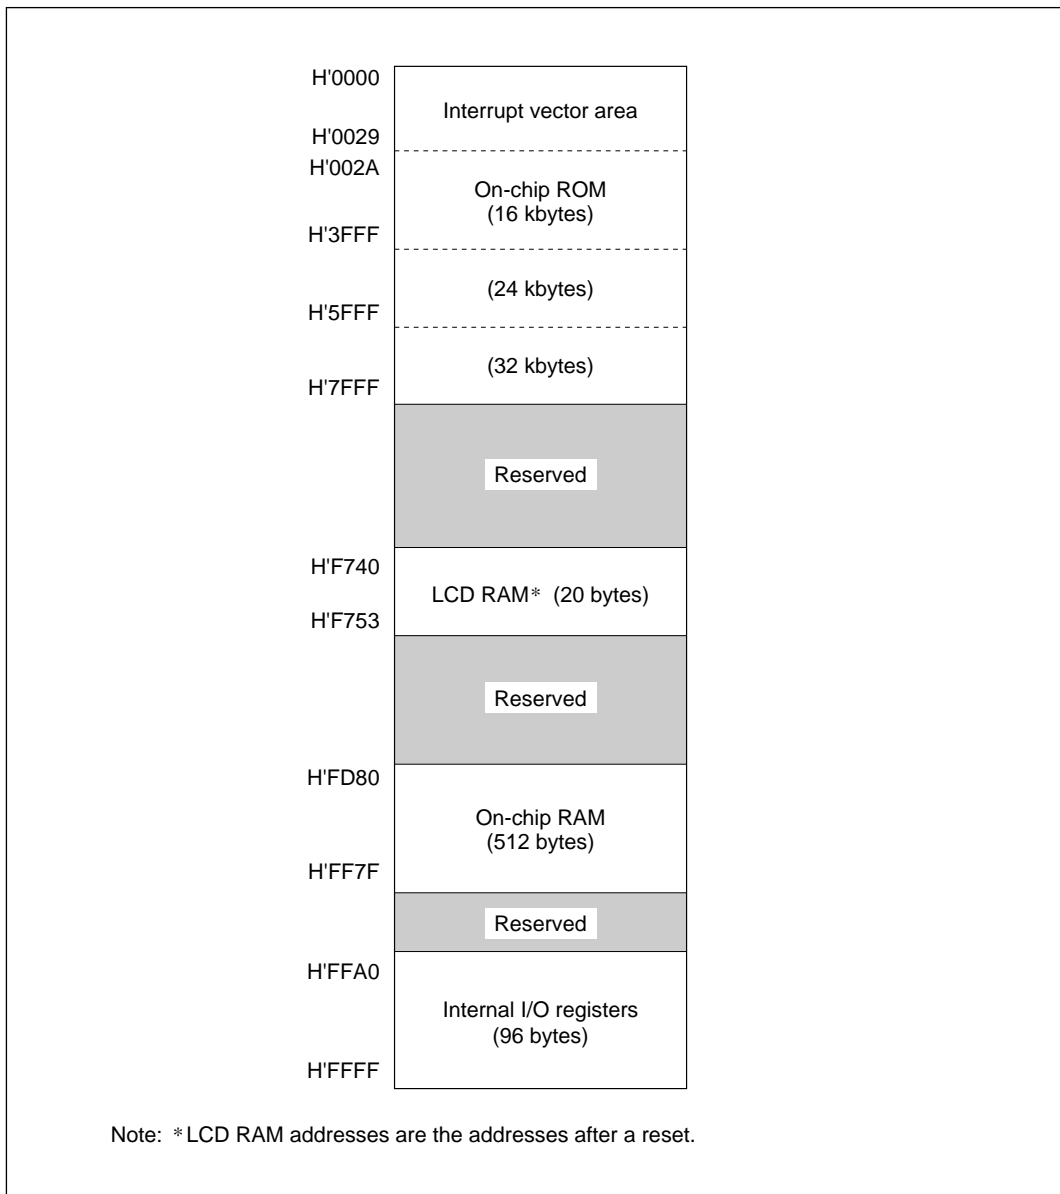 H'0000
Interrupt vector area
H'0029
H'002A
On-chip ROM
(16 kbytes)
H'3FFF
(24 kbytes)
H'5FFF
(32 kbytes)
H'7FFF
Reserved
H'F740
LCD RAM* (20 bytes)
H'F753
Reserved
H'FD80
On-chip RAM
(512 bytes)
H'FF7F
Reserved
H'FFA0
Internal I/O registers
(96 bytes)
H'FFFF
Note: *LCD RAM addresses are the addresses after a reset.